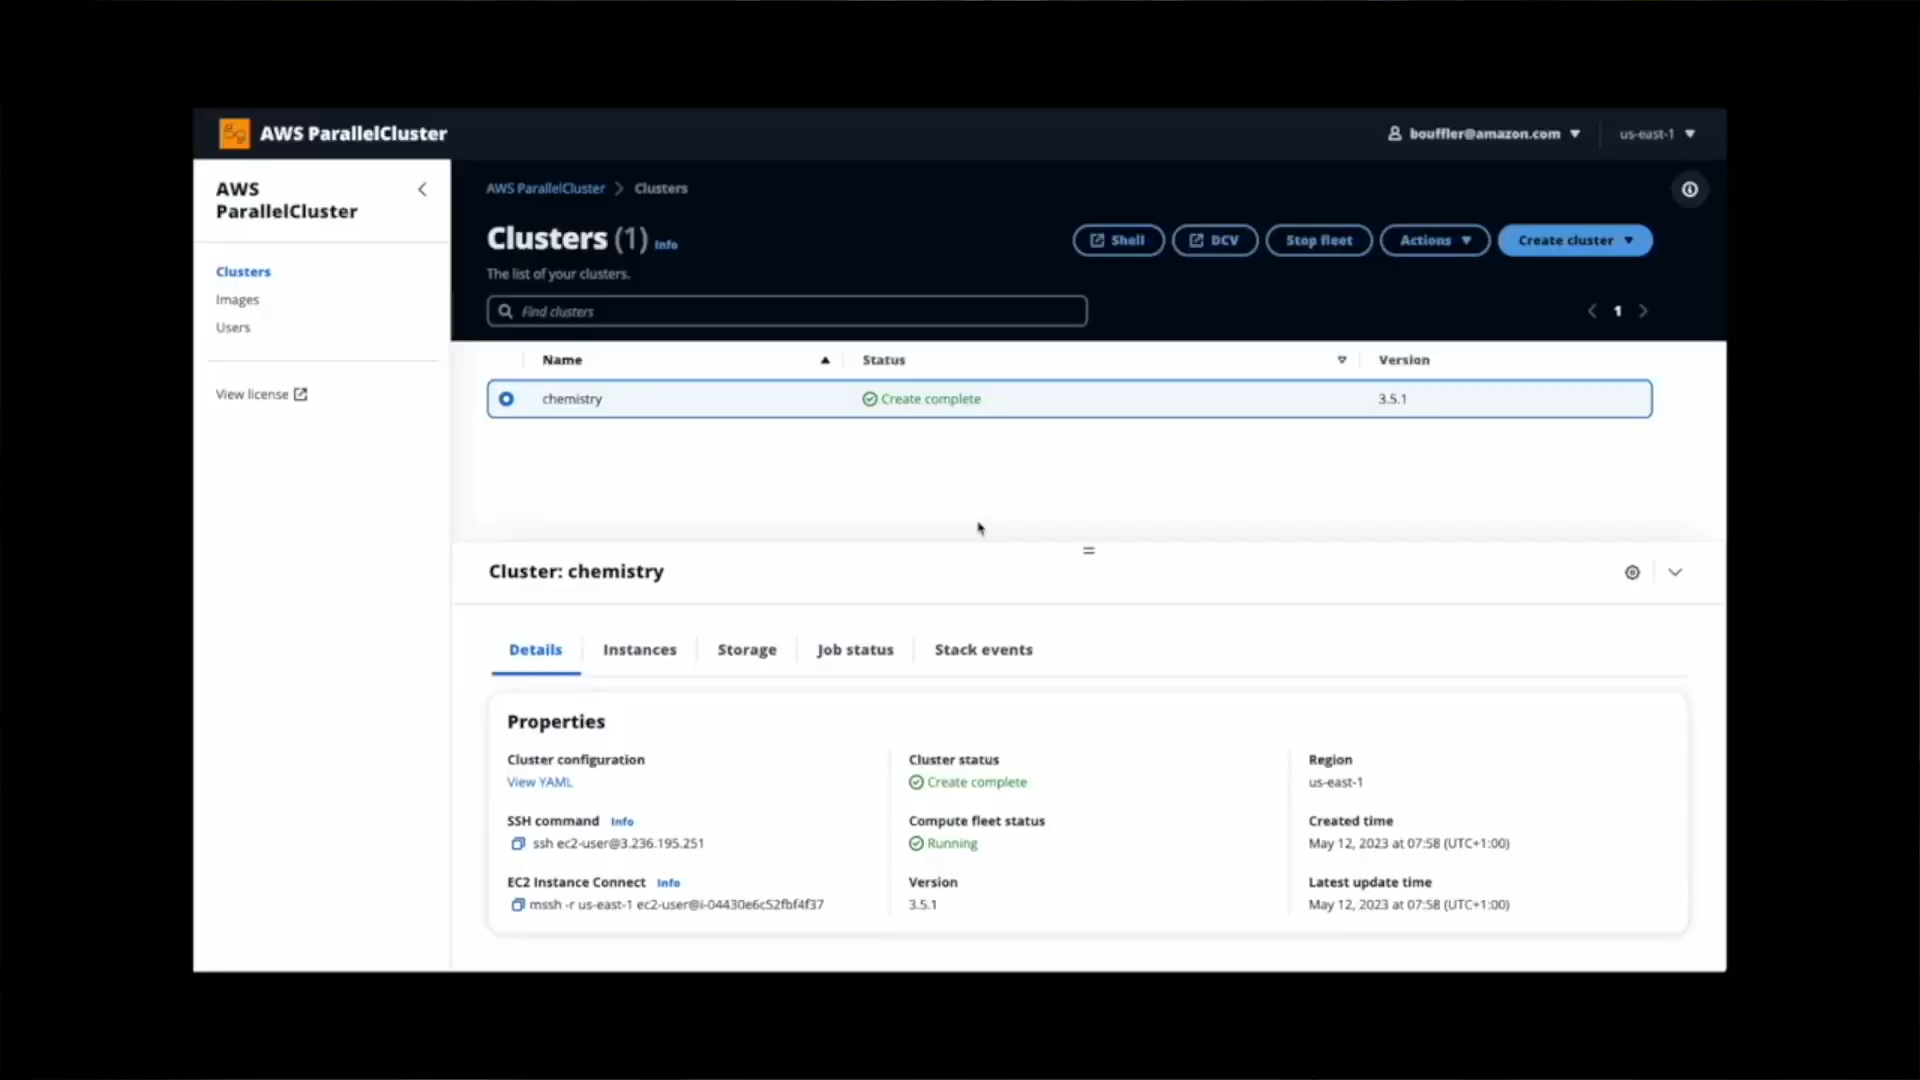 AWS ParallelCluster
bouffler@amazon.com
us-east-1
AWS
ParallelCluster
Clusters
Images
Users
View license
AWS ParallelCluster > Clusters
Clusters (1) Info
The list of your clusters.
Shell
DCV
Stop fleet
Actions
Create cluster
Find clusters
1
Name Status Version
chemistry Create complete 3.5.1
Cluster: chemistry
Details Instances Storage Job status Stack events
Properties
Cluster configuration
View YAML
SSH command Info
ssh ec2-user@3.236.195.251
EC2 Instance Connect Info
mssh -r us-east-1 ec2-user@i-04430e6c52fbf4f37
Cluster status
Create complete
Compute fleet status
Running
Version
3.5.1
Region
us-east-1
Created time
May 12, 2023 at 07:58 (UTC+1:00)
Latest update time
May 12, 2023 at 07:58 (UTC+1:00)